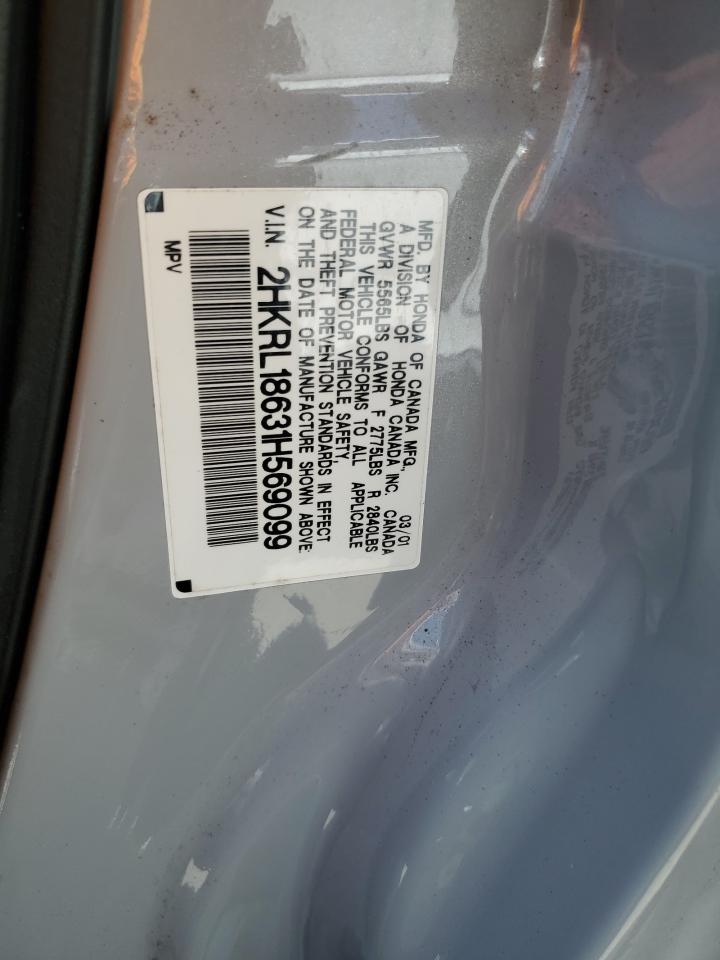 MFD. BY HONDA OF CANADA MFG., 03/01
A DIVISION OF HONDA CANADA INC. CANADA
GVWR 5565LBS GAWR F 2775LBS R 2840LBS
THIS VEHICLE CONFORMS TO ALL APPLICABLE
FEDERAL MOTOR VEHICLE SAFETY,
AND THEFT PREVENTION STANDARDS IN EFFECT
ON THE DATE OF MANUFACTURE SHOWN ABOVE.
V.I.N. 2HKRL18631H569099
MPV